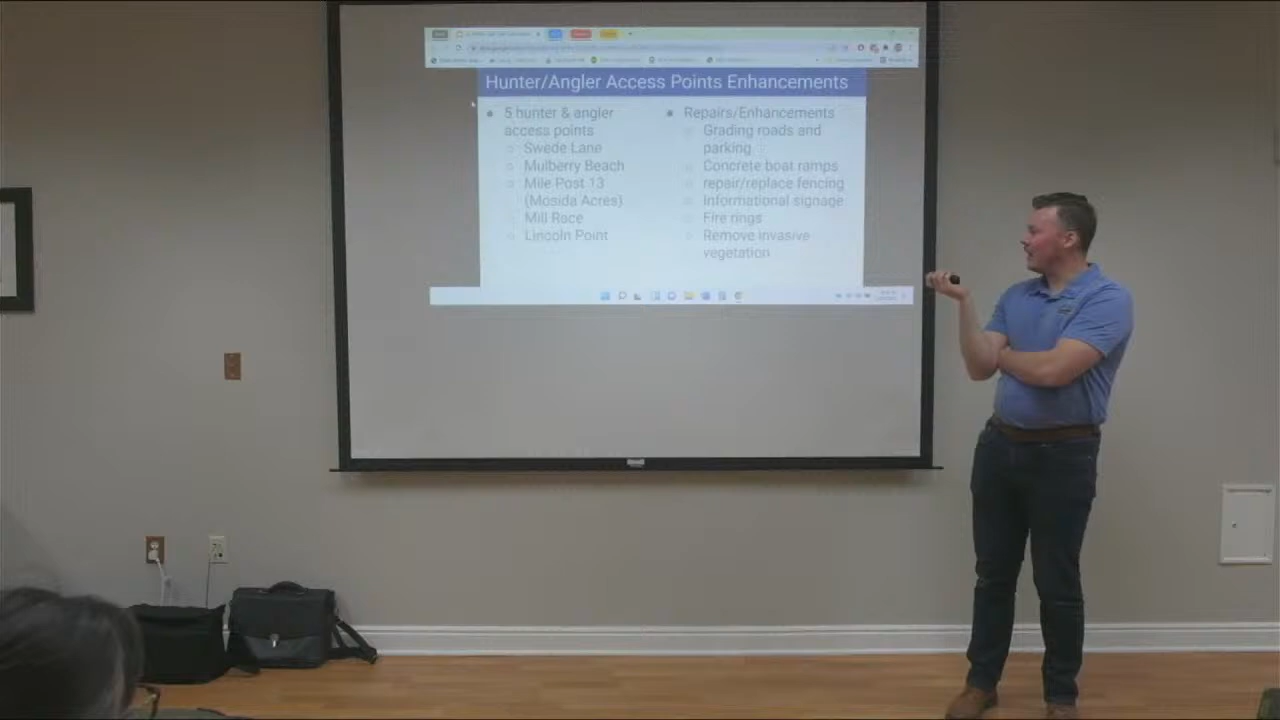 Hunter/Angler Access Points Enhancements
5 hunter & angler
access points
Swede Lane
Mulberry Beach
Mile Post 13
(Mosida Acres)
Mill Race
Lincoln Point
Repairs/Enhancements
Grading roads and
parking
Concrete boat ramps
repair/replace fencing
Informational signage
Fire rings
Remove invasive
vegetation